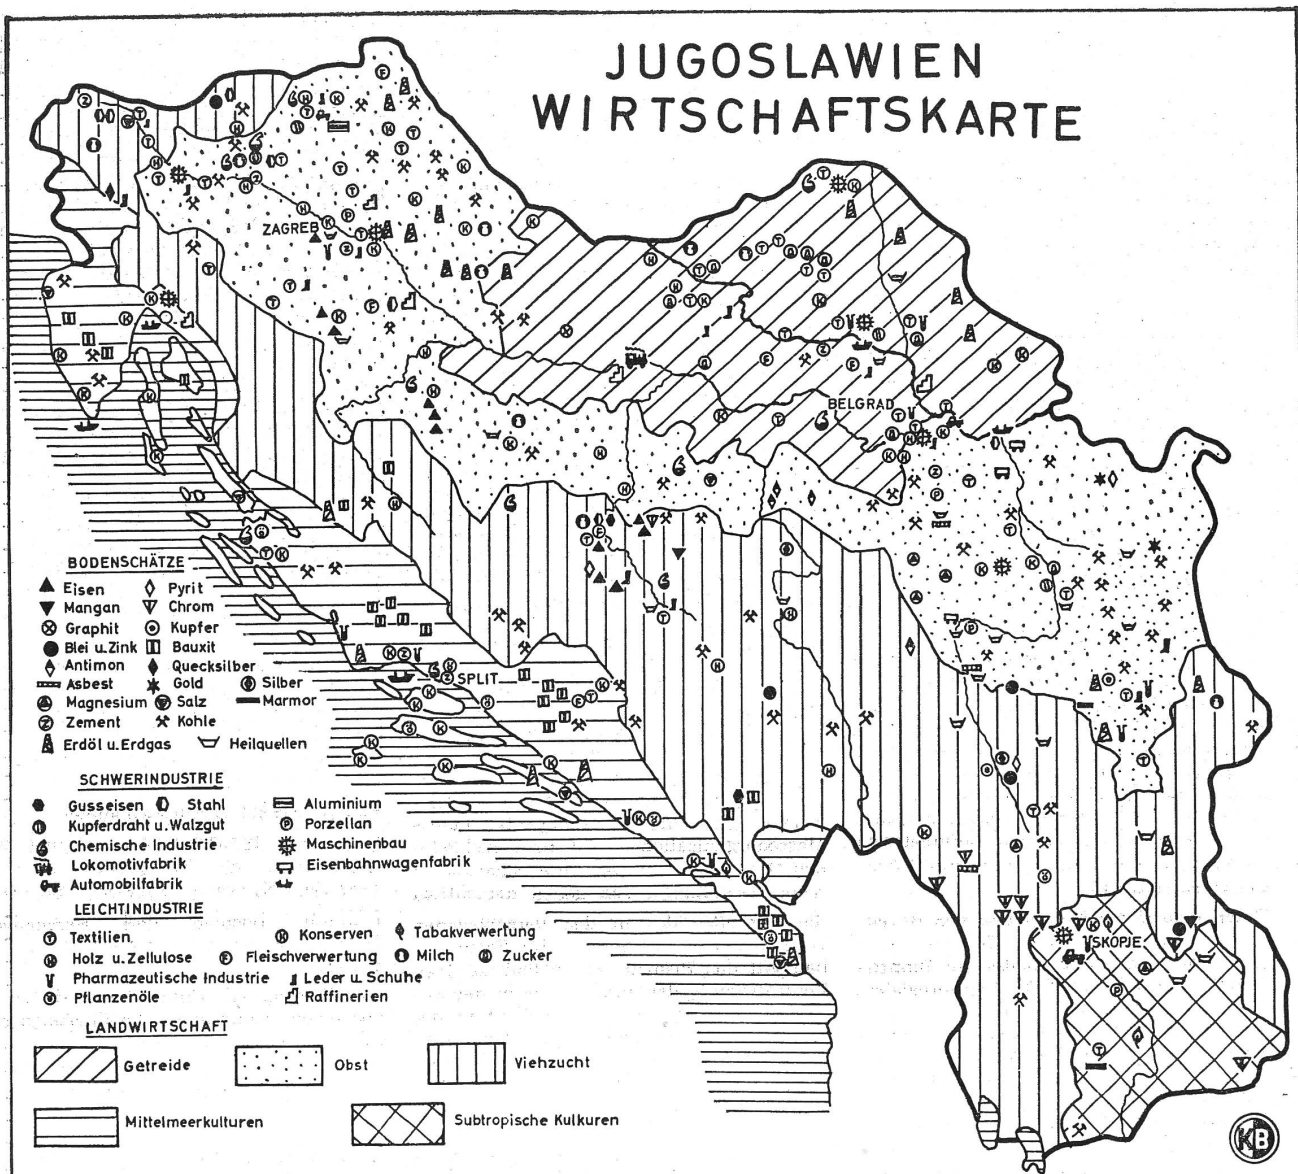 JUGOSLAWIEN
WIRTSCHAFTSKARTE
ZAGREB
BELGRAD
SPLIT
SKOPJE
BODENSCHÄTZE
Eisen Pyrit
Mangan Chrom
Graphit Kupfer
Blei u. Zink Bauxit
Antimon Quecksilber
Asbest Gold Silber
Magnesium Salz Marmor
Zement Kohle
Erdöl u. Erdgas Heilquellen
SCHWERINDUSTRIE
Gusseisen Stahl Aluminium
Kupferdraht u. Walzgut Porzellan
Chemische Industrie Maschinenbau
Lokomotivfabrik Eisenbahnwagenfabrik
Automobilfabrik
LEICHTINDUSTRIE
Textilien Konserven Tabakverwertung
Holz u. Zellulose Fleischverwertung Milch Zucker
Pharmazeutische Industrie Leder u. Schuhe
Pflanzenöle Raffinerien
LANDWIRTSCHAFT
Getreide Obst Viehzucht
Mittelmeerkulturen Subtropische Kulkuren
KB